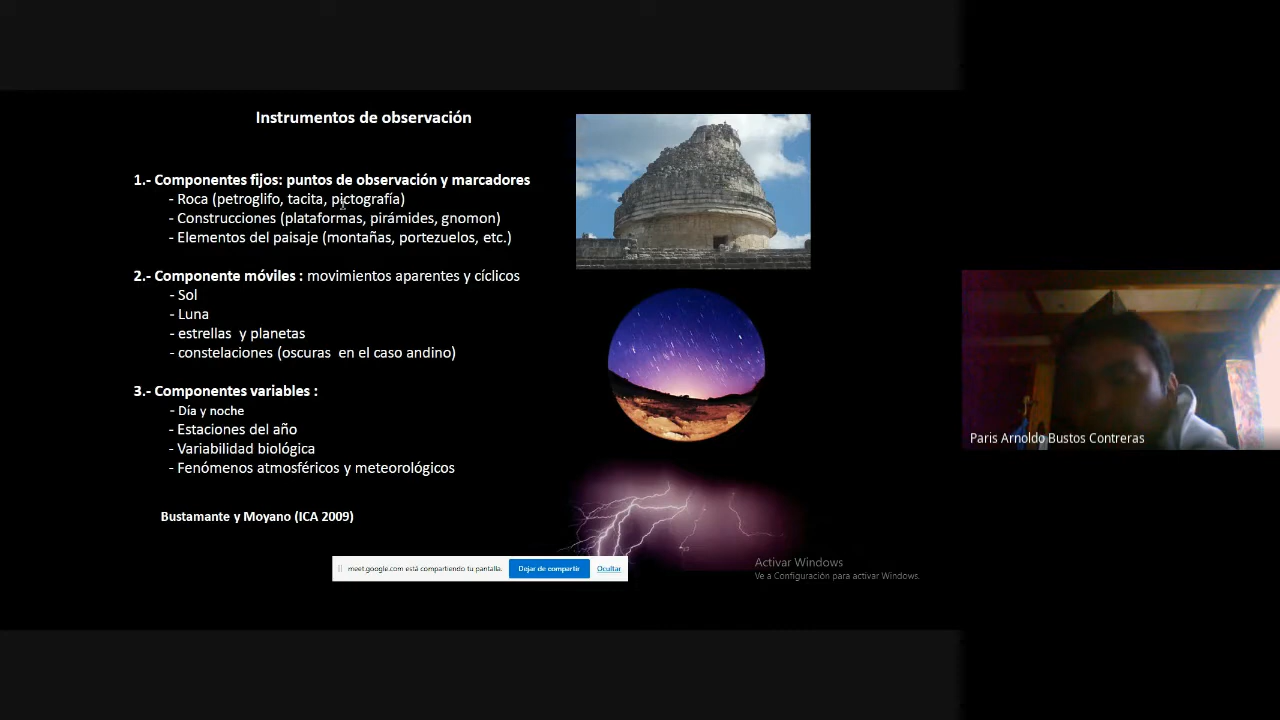 Instrumentos de observación
1.- Componentes fijos: puntos de observación y marcadores
- Roca (petroglifo, tacita, pictografía)
- Construcciones (plataformas, pirámides, gnomon)
- Elementos del paisaje (montañas, portezuelos, etc.)
2.- Componente móviles : movimientos aparentes y cíclicos
- Sol
- Luna
- estrellas y planetas
- constelaciones (oscuras en el caso andino)
3.- Componentes variables :
- Día y noche
- Estaciones del año
- Variabilidad biológica
- Fenómenos atmosféricos y meteorológicos
Bustamante y Moyano (ICA 2009)
meet.google.com está compartiendo tu pantalla.
Dejar de compartir
Ocultar
Activar Windows
Ve a Configuración para activar Windows.
Paris Arnoldo Bustos Contreras